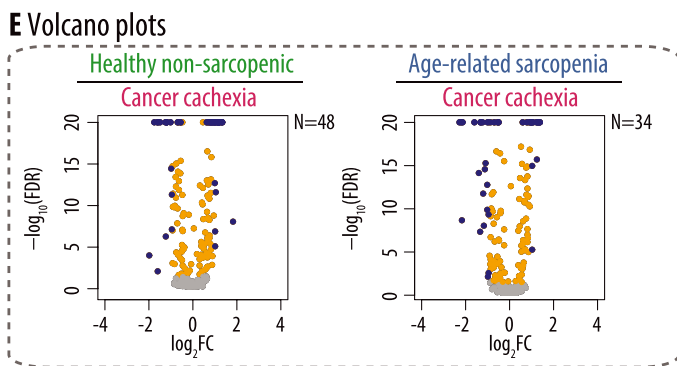 E Volcano plots
Healthy non-sarcopenic
Cancer cachexia
N=48
−log10(FDR)
20
15
10
5
0
-4 -2 0 2 4
log2FC
Age-related sarcopenia
Cancer cachexia
N=34
−log10(FDR)
20
15
10
5
0
-4 -2 0 2 4
log2FC